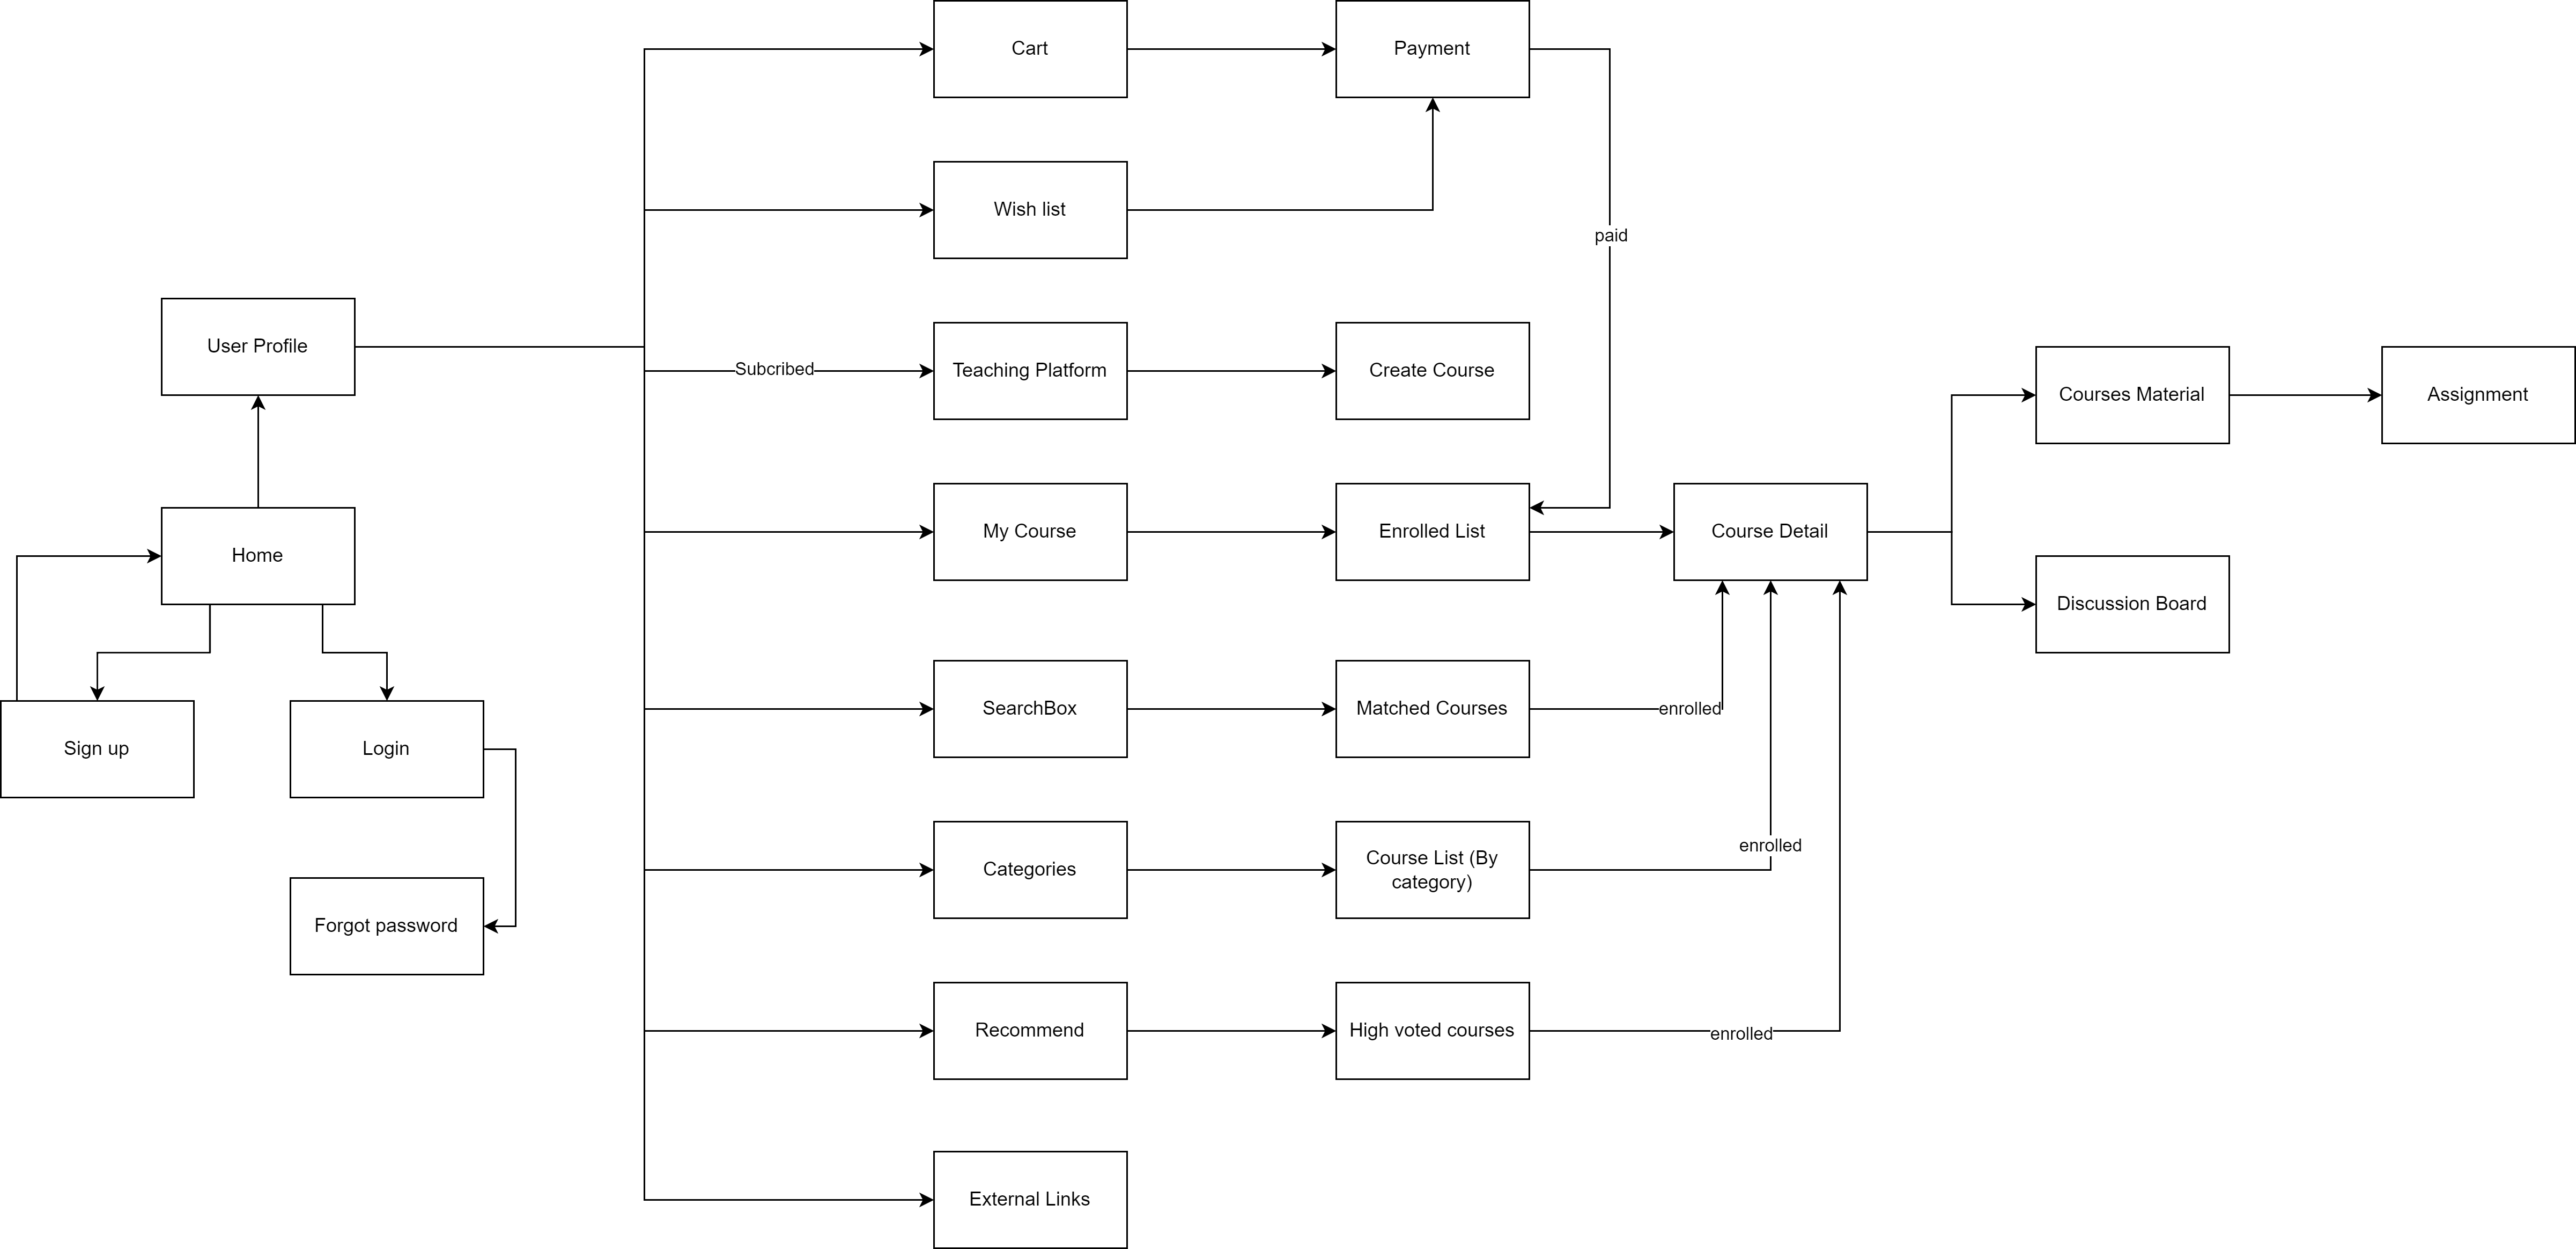 Cart
Payment
Wish list
paid
User Profile
Subcribed
Teaching Platform
Create Course
Courses Material
Assignment
Home
My Course
Enrolled List
Course Detail
Discussion Board
Sign up
Login
SearchBox
Matched Courses
enrolled
Forgot password
Categories
Course List (By
category)
enrolled
Recommend
High voted courses
enrolled
External Links